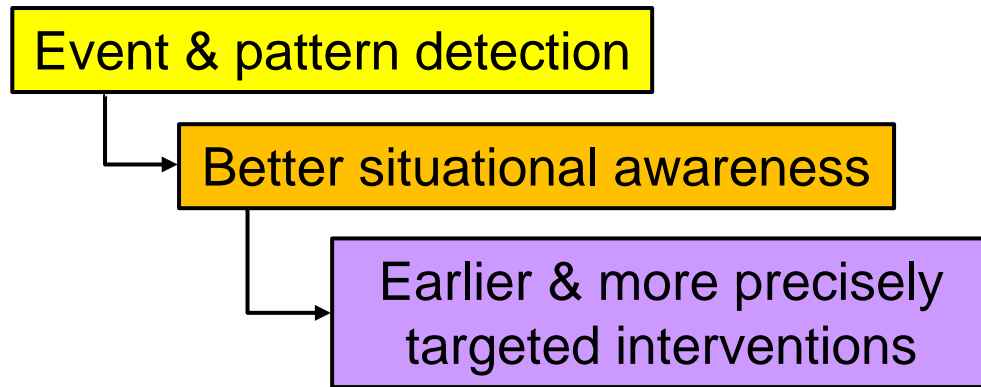 Event & pattern detection
Better situational awareness
Earlier & more precisely
targeted interventions